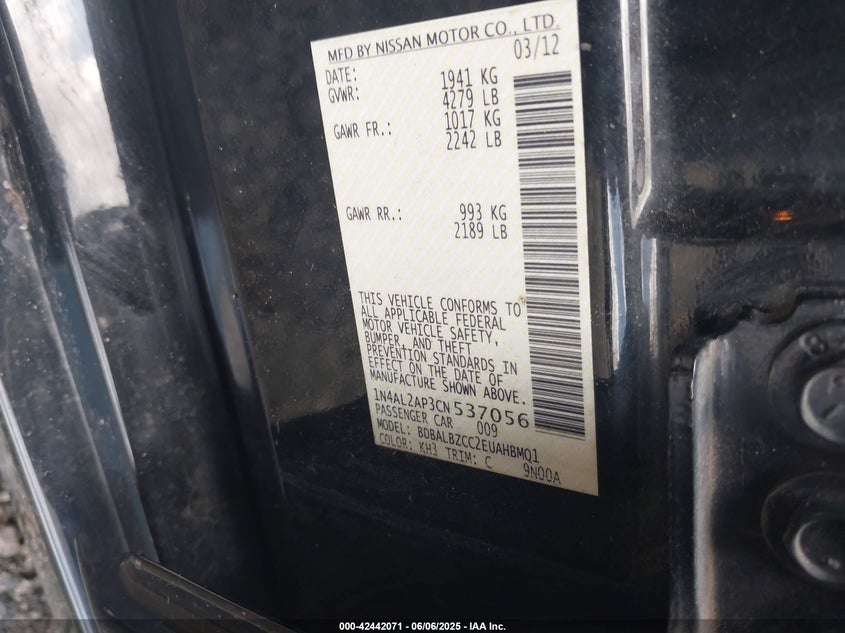 MFD BY NISSAN MOTOR CO., LTD.
DATE: 03/12
GVWR: 1941 KG
4279 LB
GAWR FR.: 1017 KG
2242 LB
GAWR RR.: 993 KG
2189 LB
THIS VEHICLE CONFORMS TO
ALL APPLICABLE FEDERAL
MOTOR VEHICLE SAFETY,
BUMPER, AND THEFT
PREVENTION STANDARDS IN
EFFECT ON THE DATE OF
MANUFACTURE SHOWN ABOVE.
1N4AL2AP3CN537056
PASSENGER CAR 009
MODEL: BDBALBZCC2EUAHBMQ1
COLOR: KH3 TRIM: C 9N00A
000-42442071 - 06/06/2025 - IAA Inc.